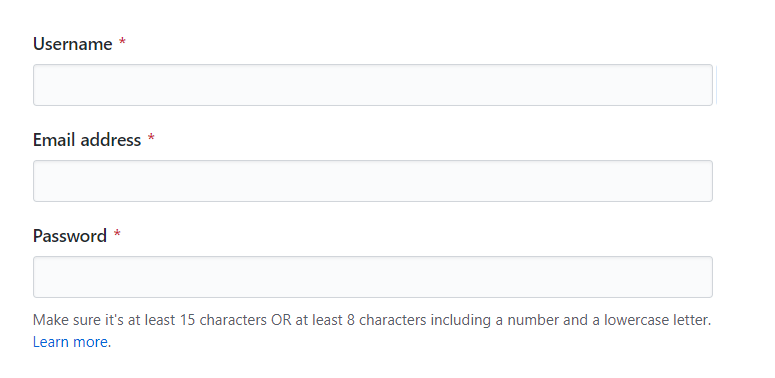 Username *
Email address *
Password *
Make sure it's at least 15 characters OR at least 8 characters including a number and a lowercase letter.
Learn more.